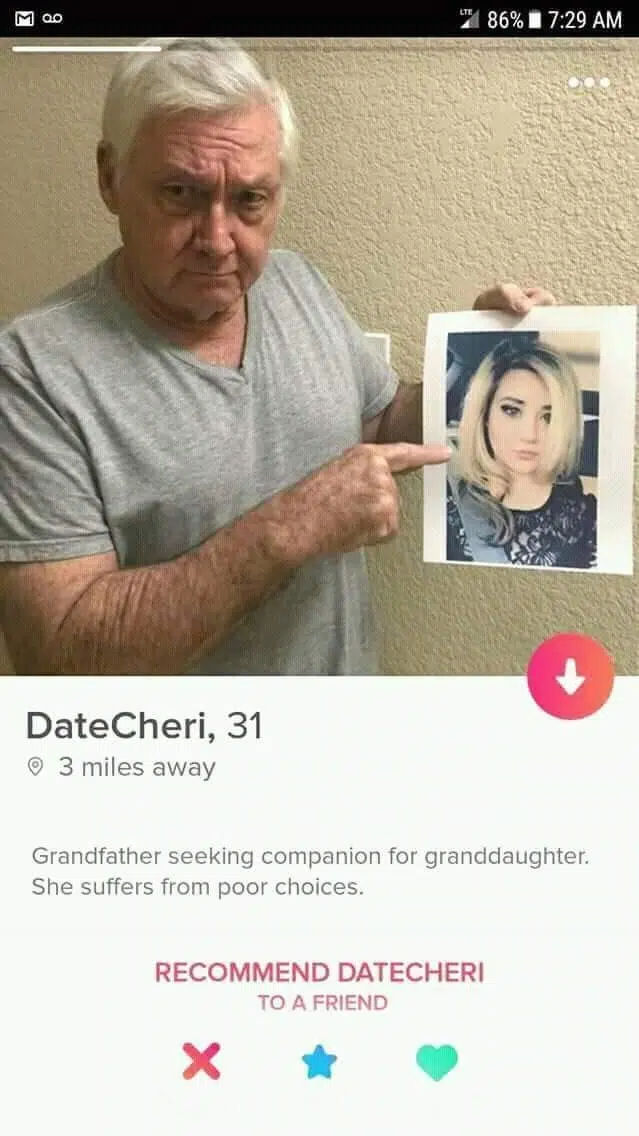 LTE 86% 7:29 AM
DateCheri, 31
3 miles away
Grandfather seeking companion for granddaughter.
She suffers from poor choices.
RECOMMEND DATECHERI
TO A FRIEND